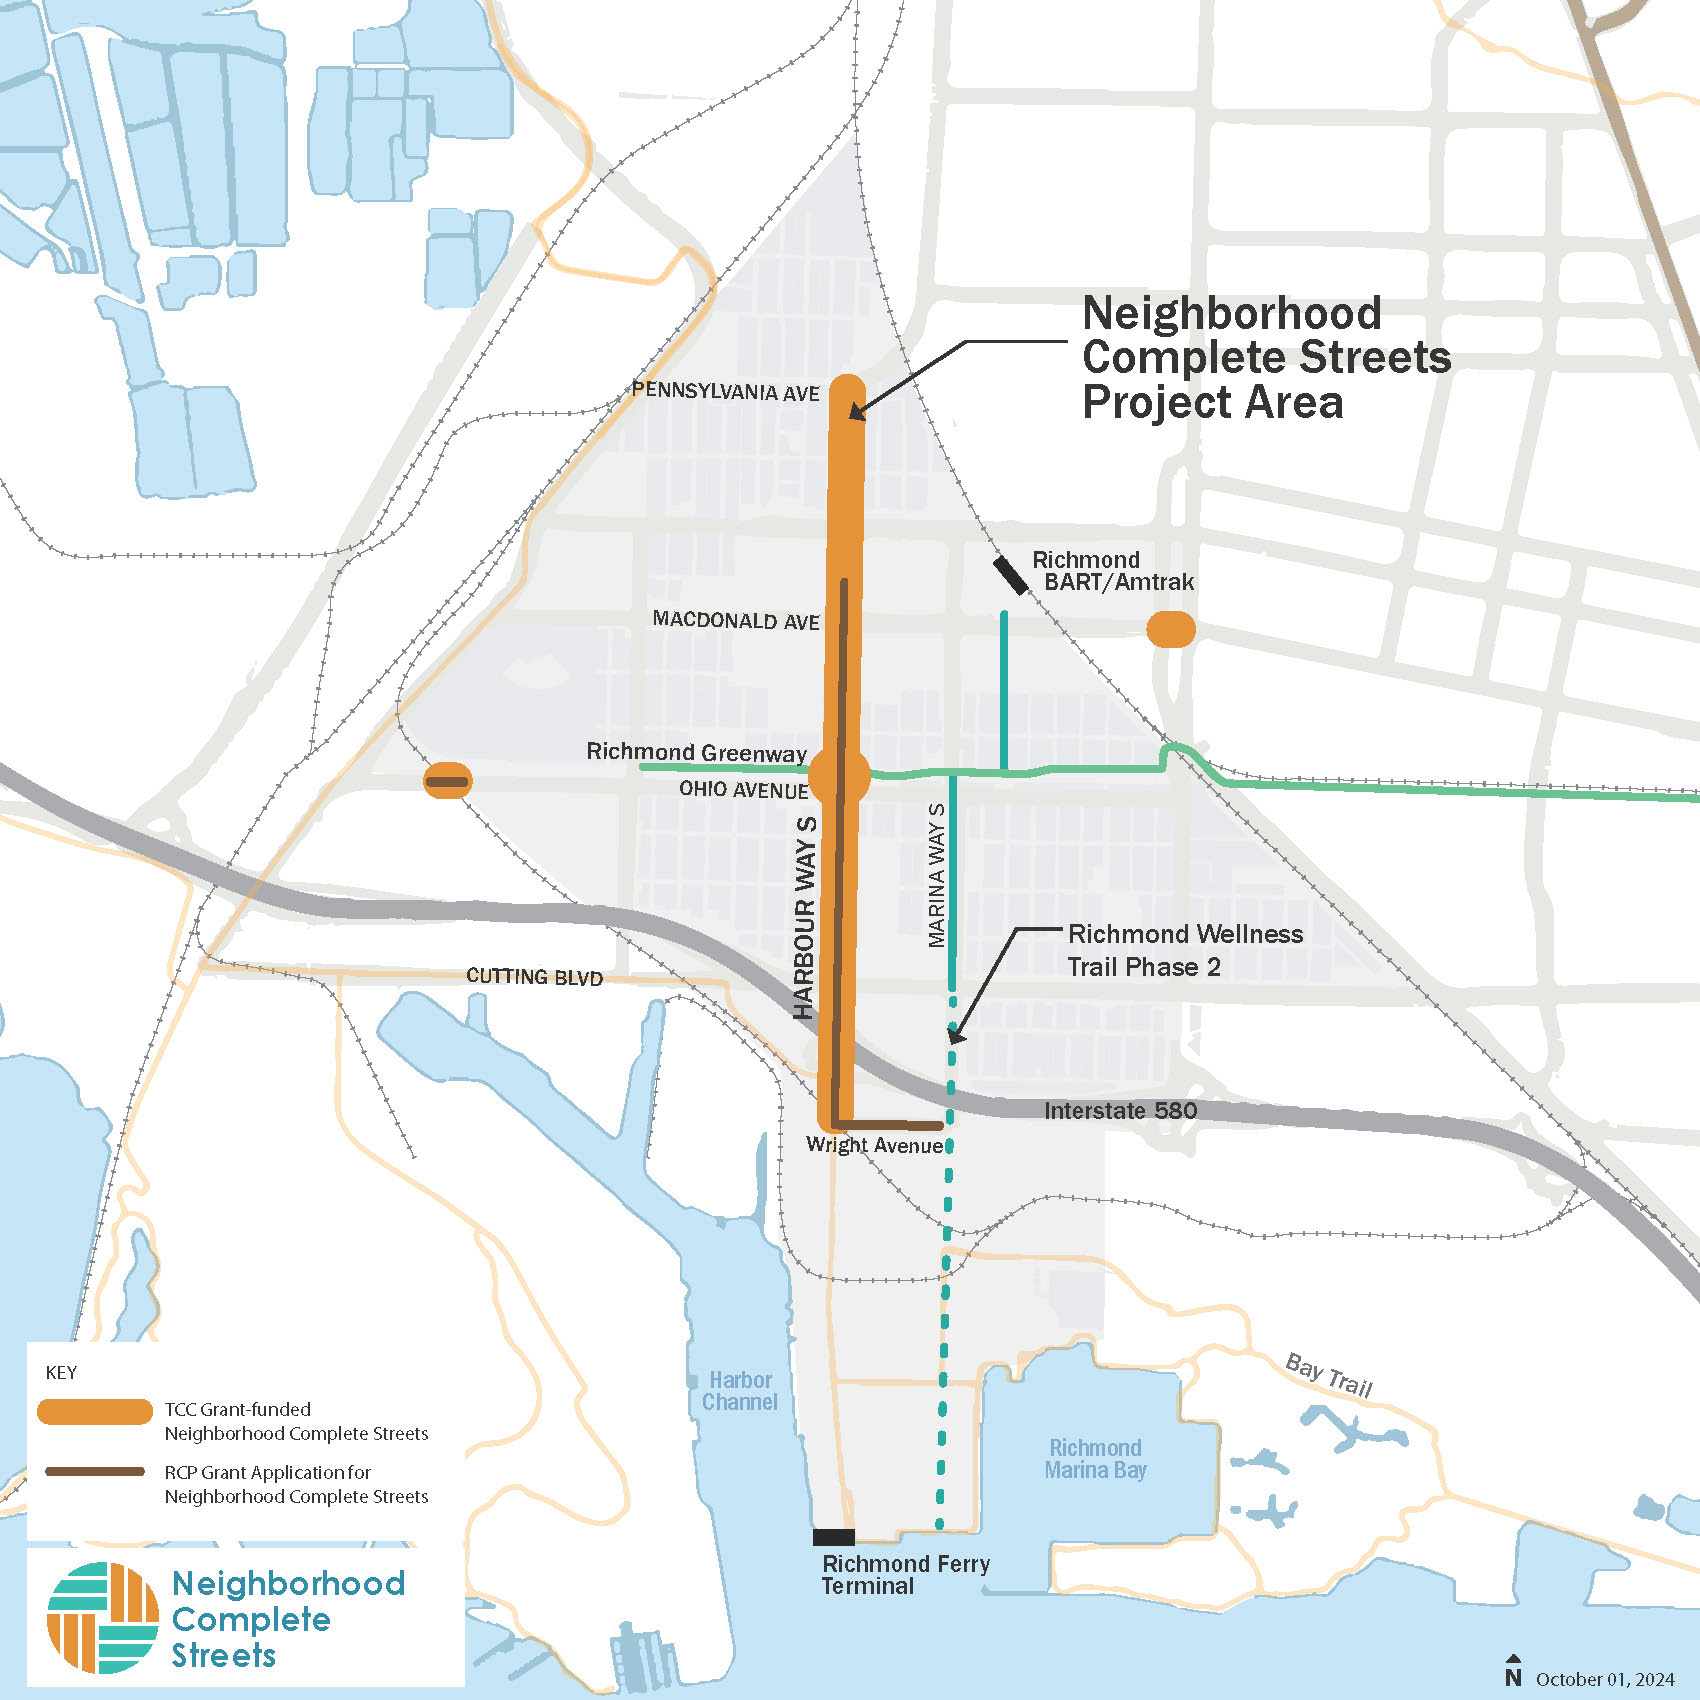 Neighborhood
Complete Streets
Project Area
PENNSYLVANIA AVE
Richmond
BART/Amtrak
MACDONALD AVE
Richmond Greenway
OHIO AVENUE
HARBOUR WAY S
MARINA WAY S
Richmond Wellness
Trail Phase 2
CUTTING BLVD
Interstate 580
Wright Avenue
Bay Trail
Harbor
Channel
Richmond
Marina Bay
Richmond Ferry
Terminal
KEY
TCC Grant-funded
Neighborhood Complete Streets
RCP Grant Application for
Neighborhood Complete Streets
Neighborhood
Complete
Streets
N
October 01, 2024